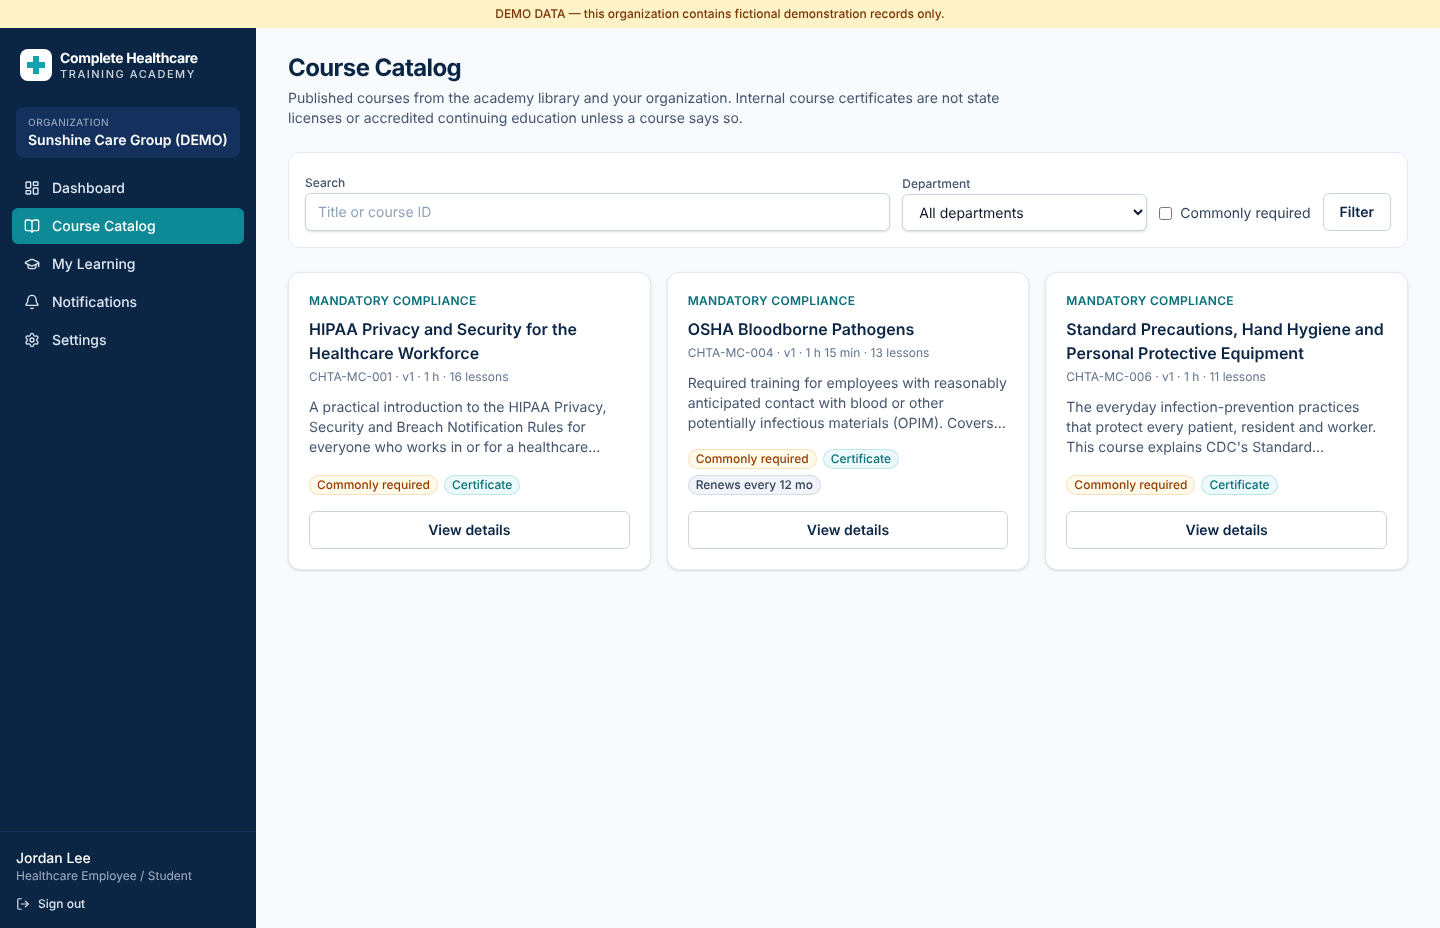 DEMO DATA — this organization contains fictional demonstration records only.
Complete Healthcare
TRAINING ACADEMY
ORGANIZATION
Sunshine Care Group (DEMO)
Dashboard
Course Catalog
My Learning
Notifications
Settings
Jordan Lee
Healthcare Employee / Student
Sign out
Course Catalog
Published courses from the academy library and your organization. Internal course certificates are not state
licenses or accredited continuing education unless a course says so.
Search
Title or course ID
Department
All departments
Commonly required
Filter
MANDATORY COMPLIANCE
HIPAA Privacy and Security for the
Healthcare Workforce
CHTA-MC-001 · v1 · 1 h · 16 lessons
A practical introduction to the HIPAA Privacy,
Security and Breach Notification Rules for
everyone who works in or for a healthcare...
Commonly required
Certificate
View details
MANDATORY COMPLIANCE
OSHA Bloodborne Pathogens
CHTA-MC-004 · v1 · 1 h 15 min · 13 lessons
Required training for employees with reasonably
anticipated contact with blood or other
potentially infectious materials (OPIM). Covers...
Commonly required
Certificate
Renews every 12 mo
View details
MANDATORY COMPLIANCE
Standard Precautions, Hand Hygiene and
Personal Protective Equipment
CHTA-MC-006 · v1 · 1 h · 11 lessons
The everyday infection-prevention practices
that protect every patient, resident and worker.
This course explains CDC's Standard...
Commonly required
Certificate
View details